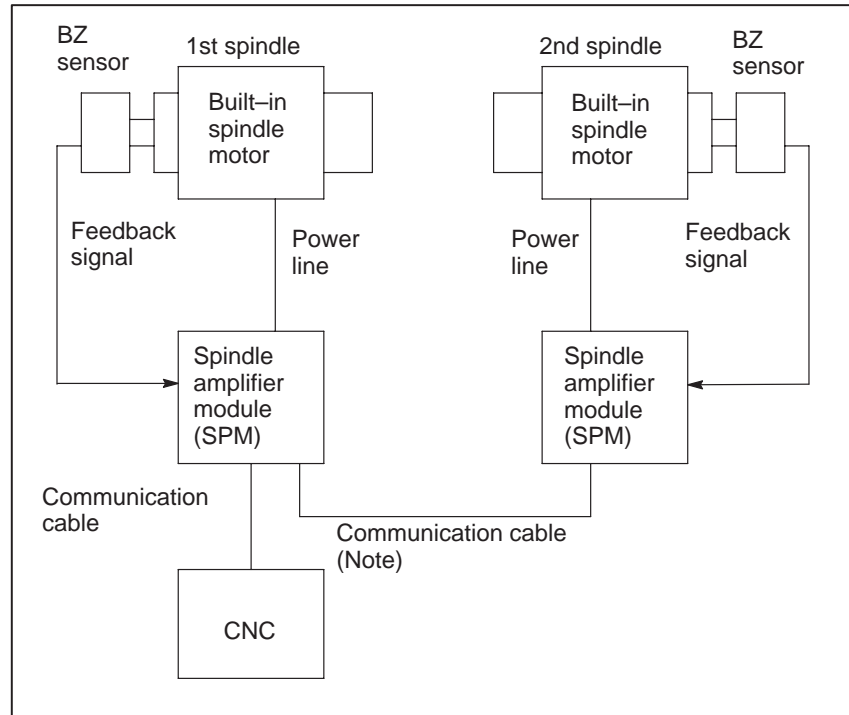 BZ
sensor
1st spindle
2nd spindle
BZ
sensor
Built–in
spindle
motor
Built–in
spindle
motor
Feedback
signal
Power
line
Power
line
Feedback
signal
Spindle
amplifier
module
(SPM)
Spindle
amplifier
module
(SPM)
Communication
cable
Communication cable
(Note)
CNC